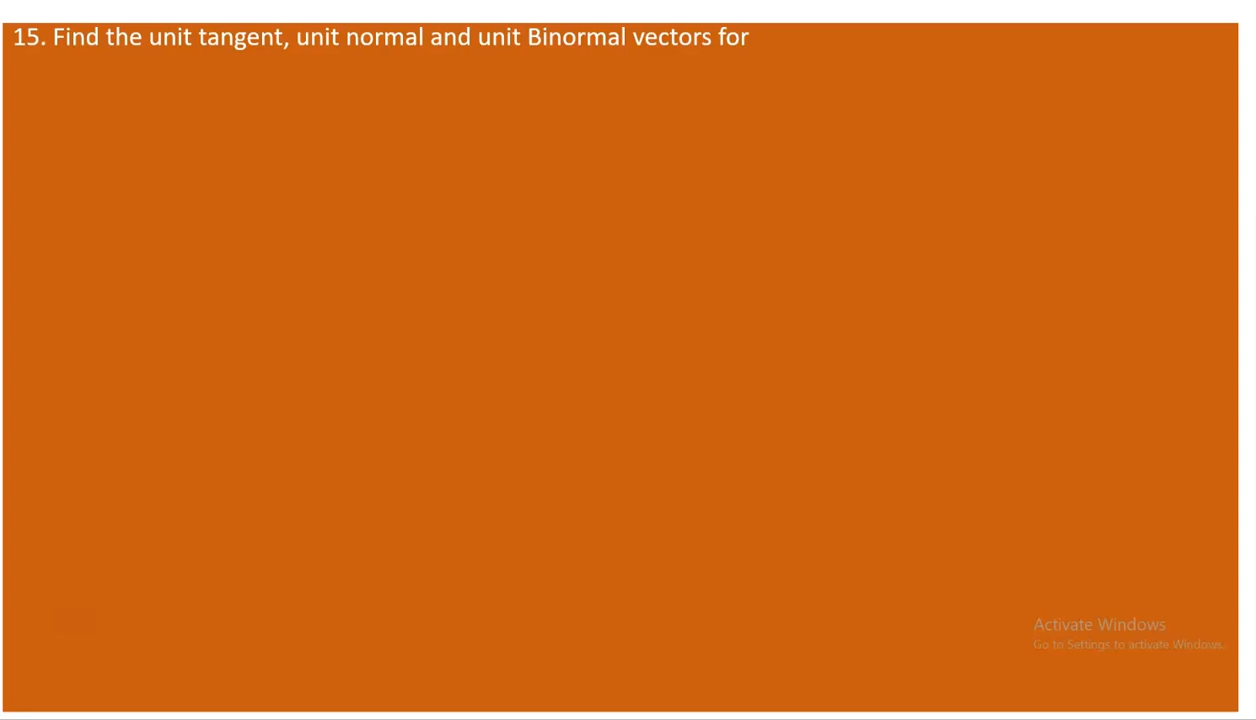 15. Find the unit tangent, unit normal and unit Binormal vectors for
Activate Windows
Go to Settings to activate Windows.